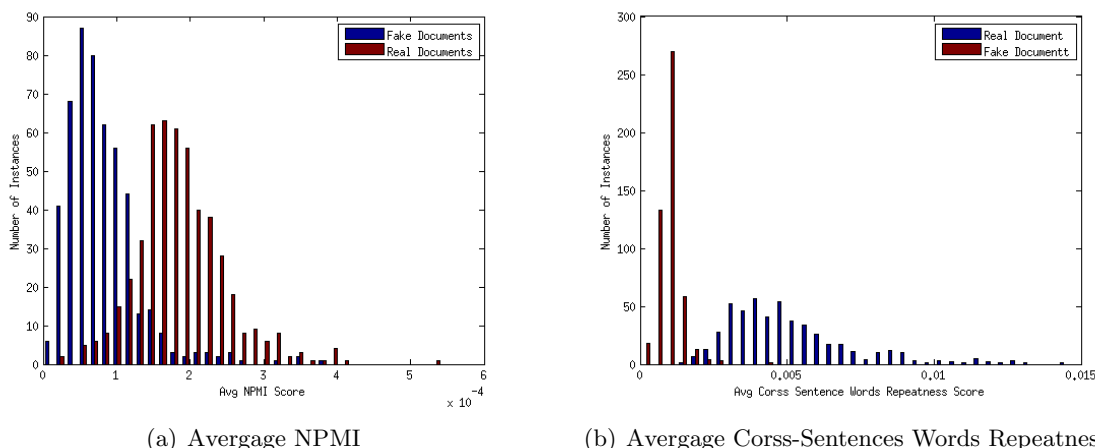 90
80
70
60
50
40
30
20
10
0
Number of Instances
Fake Documents
Real Documents
0 1 2 3 4 5 6
x 10 -4
Avg NPMI Score
(a) Avergage NPMI
300
250
200
150
100
50
0
Number of Instances
Real Document
Fake Documentt
0 0.005 0.01 0.015
Avg Corss Sentence Words Repeatness Score
(b) Avergage Corss-Sentences Words Repeatnes